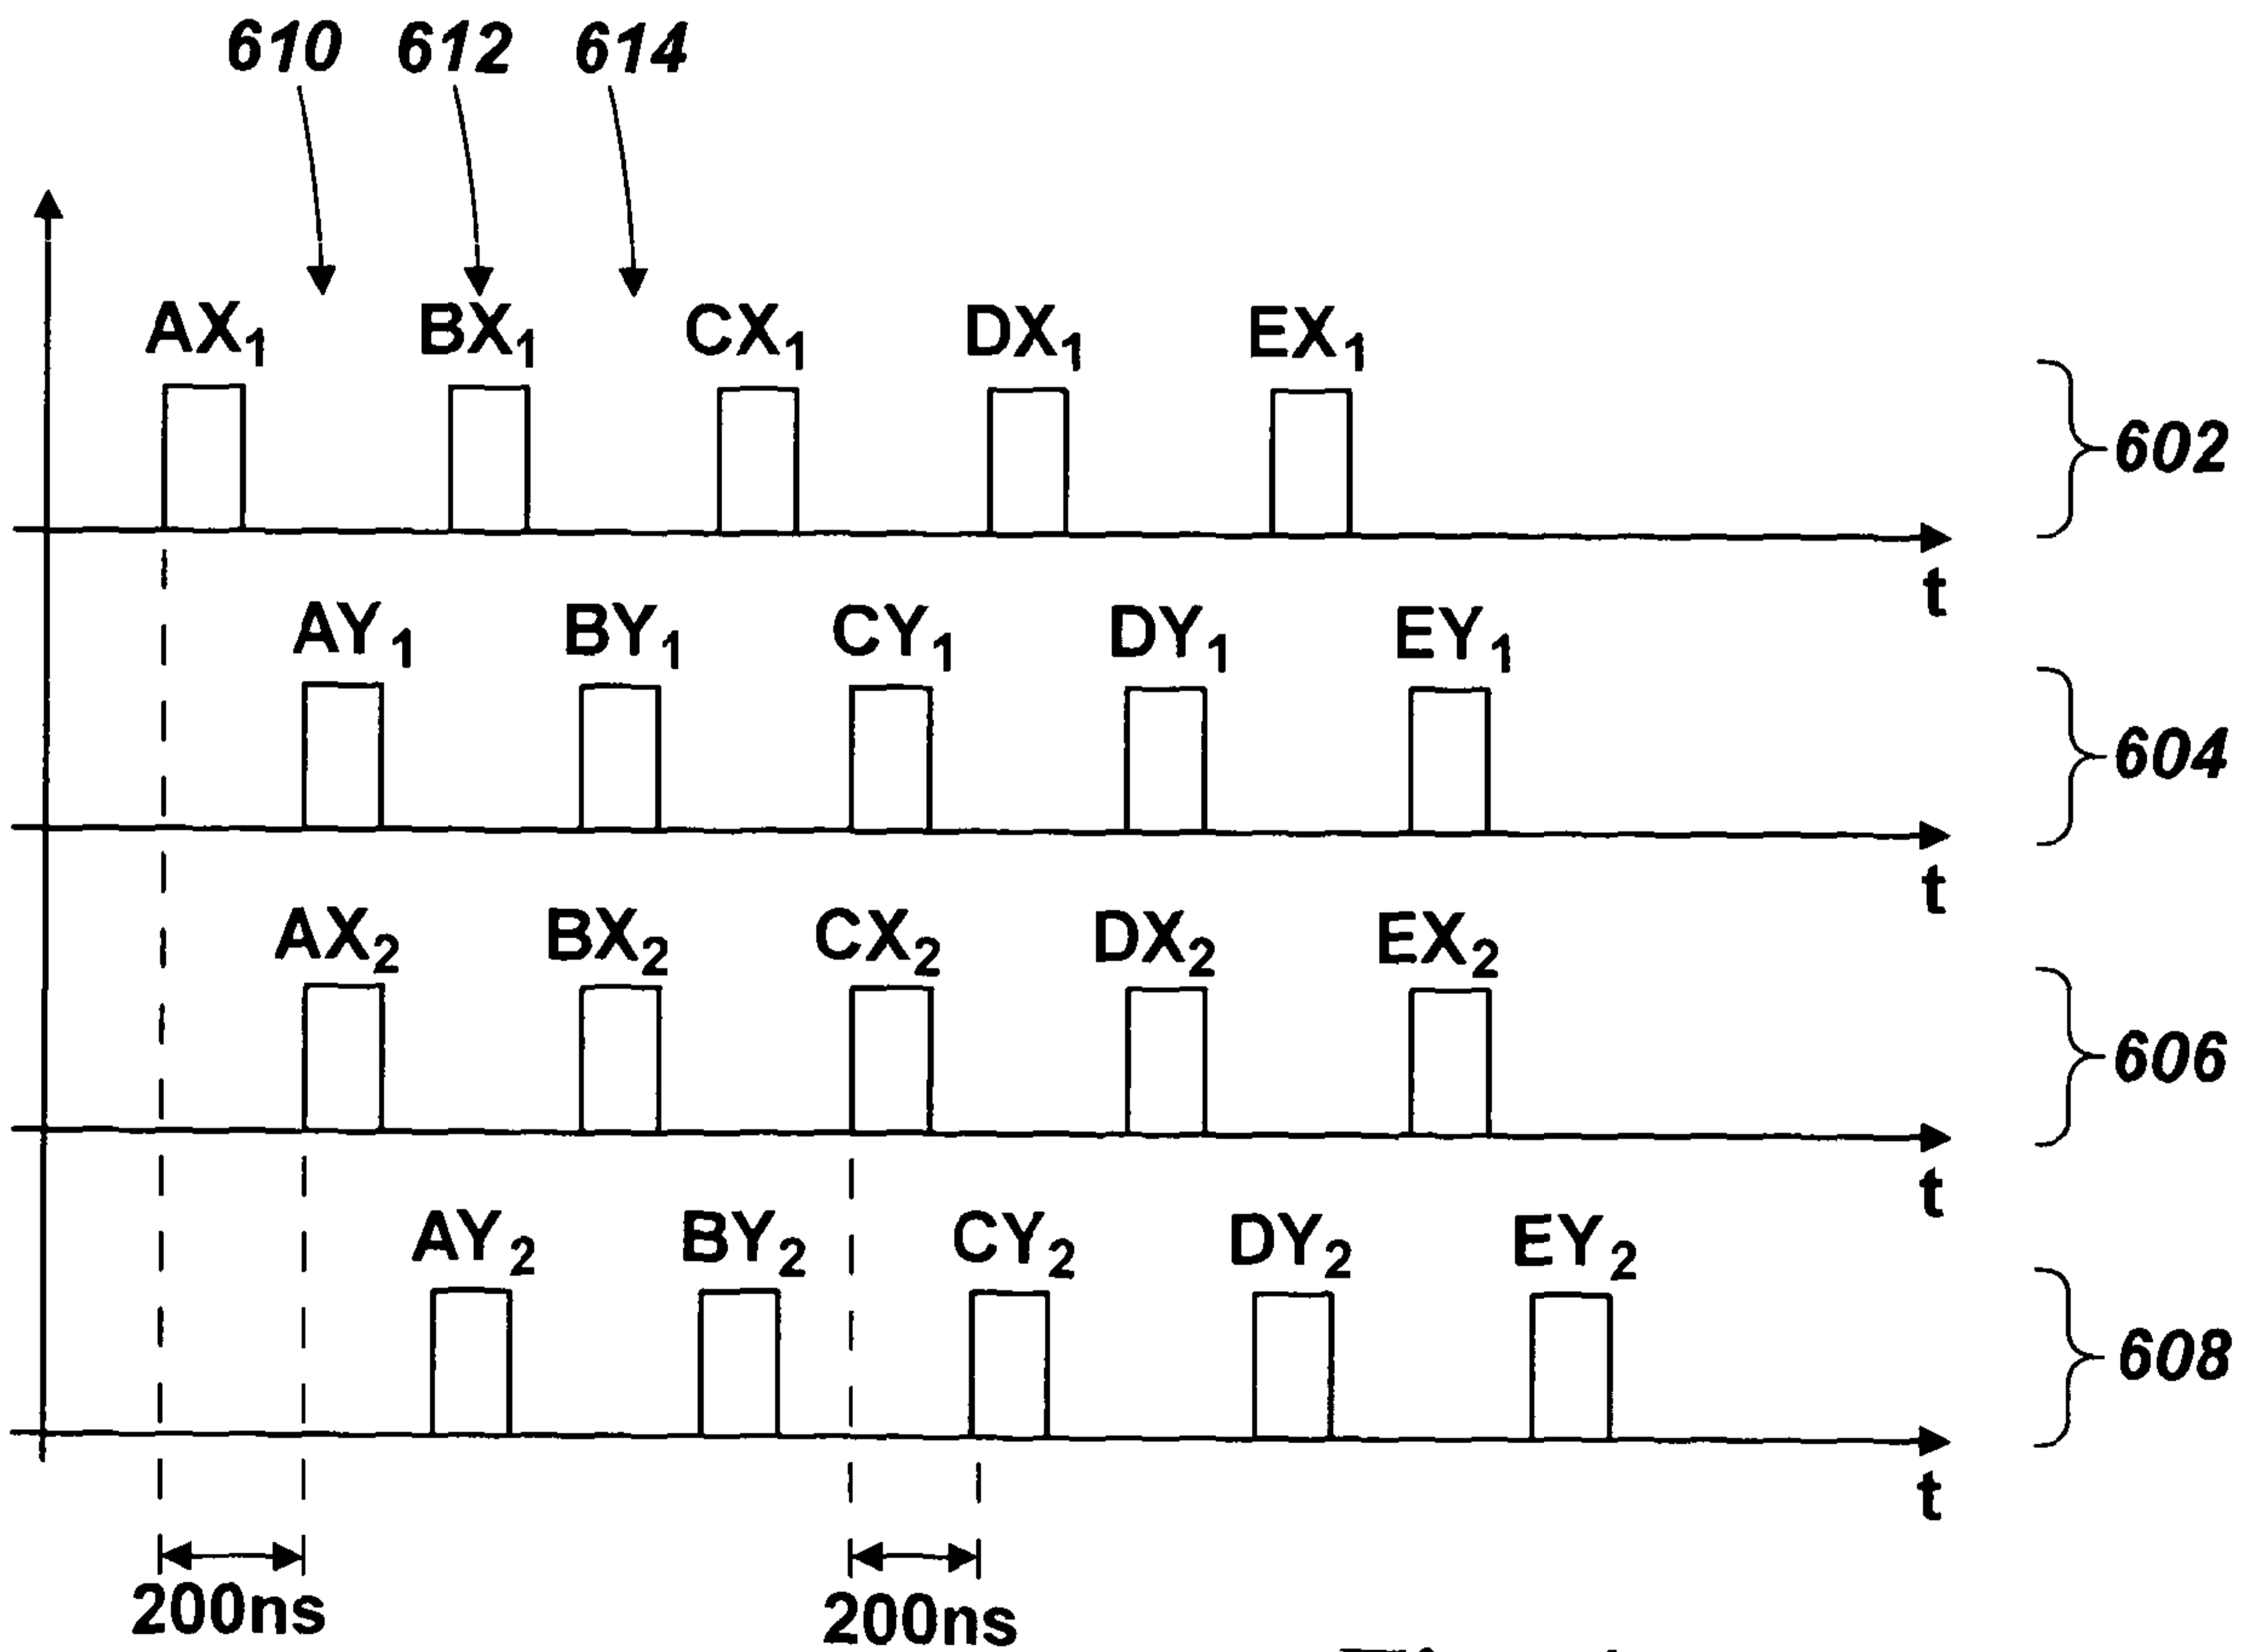 610 612 614
AX1 BX1 CX1 DX1 EX1
602
t
AY1 BY1 CY1 DY1 EY1
604
t
AX2 BX2 CX2 DX2 EX2
606
t
AY2 BY2 CY2 DY2 EY2
608
t
200ns 200ns